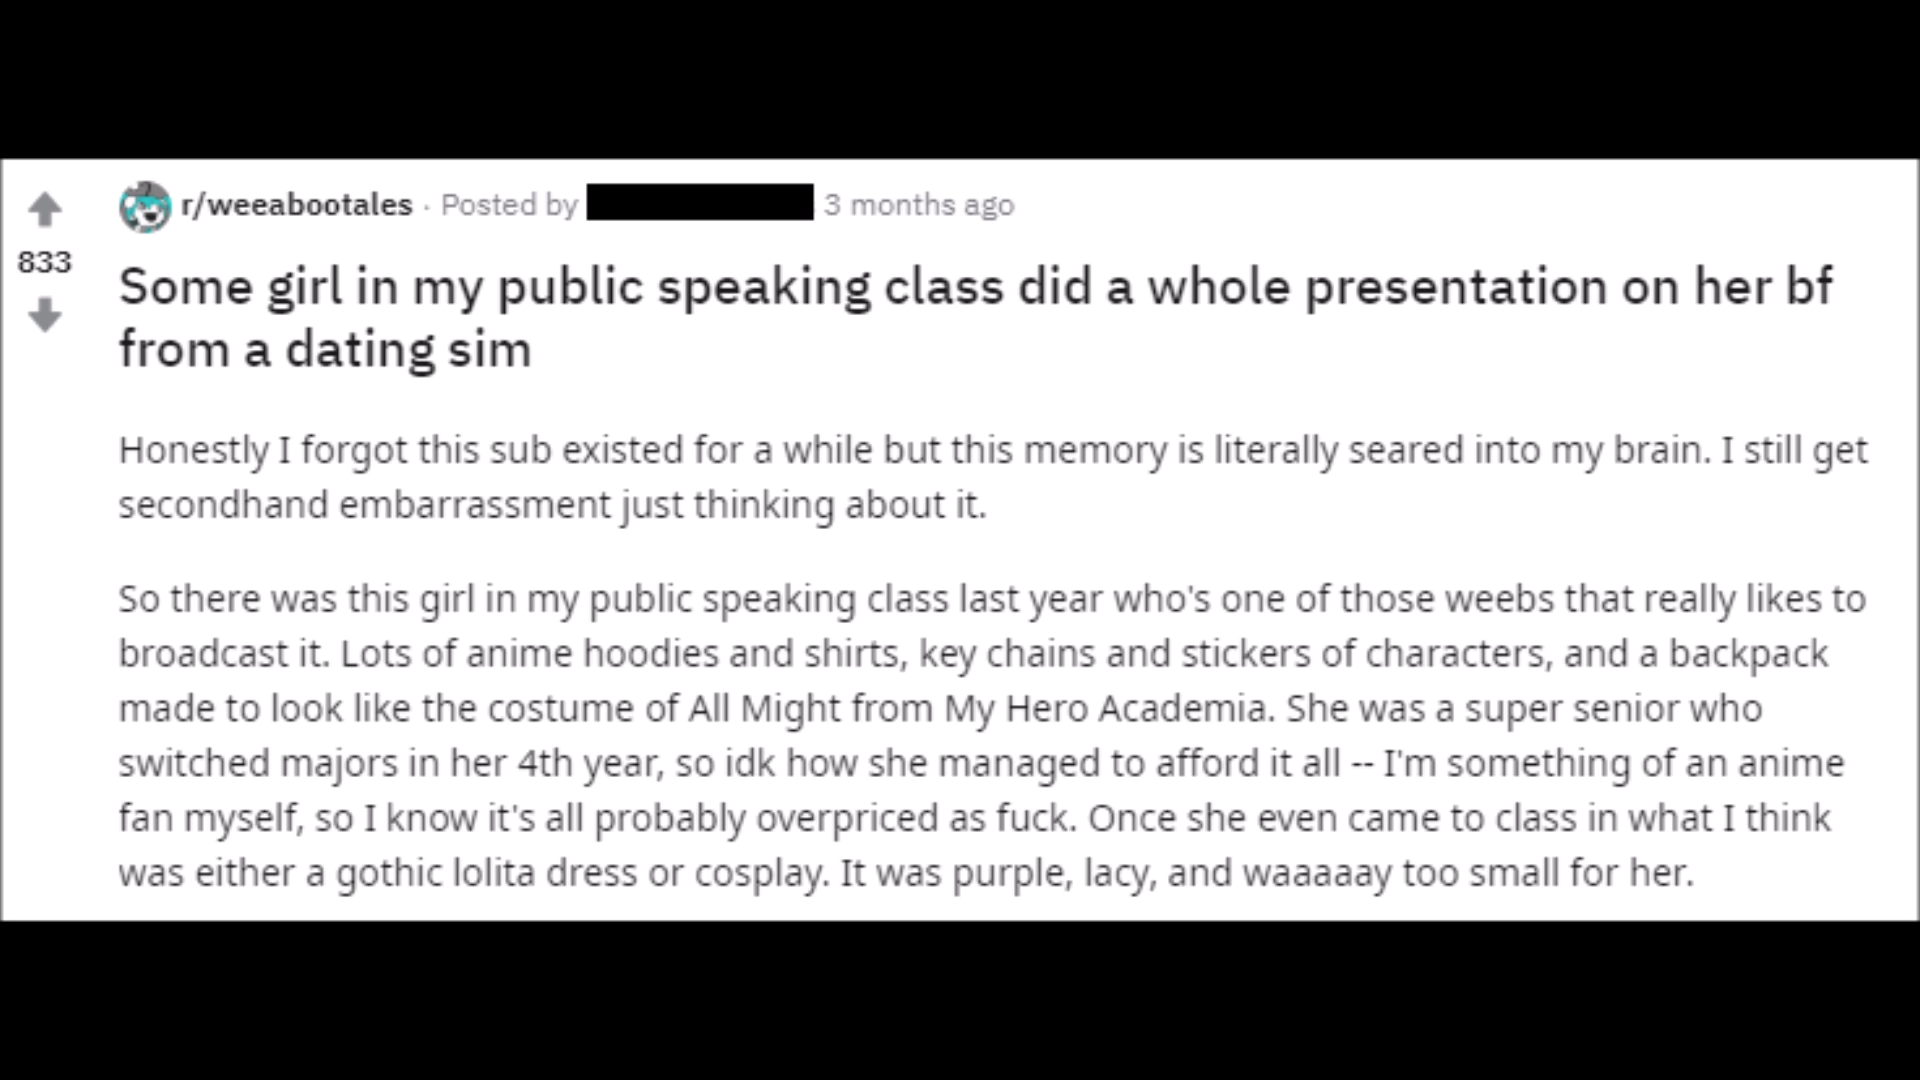 r/weeabootales · Posted by 3 months ago
833
Some girl in my public speaking class did a whole presentation on her bf
from a dating sim
Honestly I forgot this sub existed for a while but this memory is literally seared into my brain. I still get
secondhand embarrassment just thinking about it.
So there was this girl in my public speaking class last year who's one of those weebs that really likes to
broadcast it. Lots of anime hoodies and shirts, key chains and stickers of characters, and a backpack
made to look like the costume of All Might from My Hero Academia. She was a super senior who
switched majors in her 4th year, so idk how she managed to afford it all -- I'm something of an anime
fan myself, so I know it's all probably overpriced as fuck. Once she even came to class in what I think
was either a gothic lolita dress or cosplay. It was purple, lacy, and waaaaay too small for her.